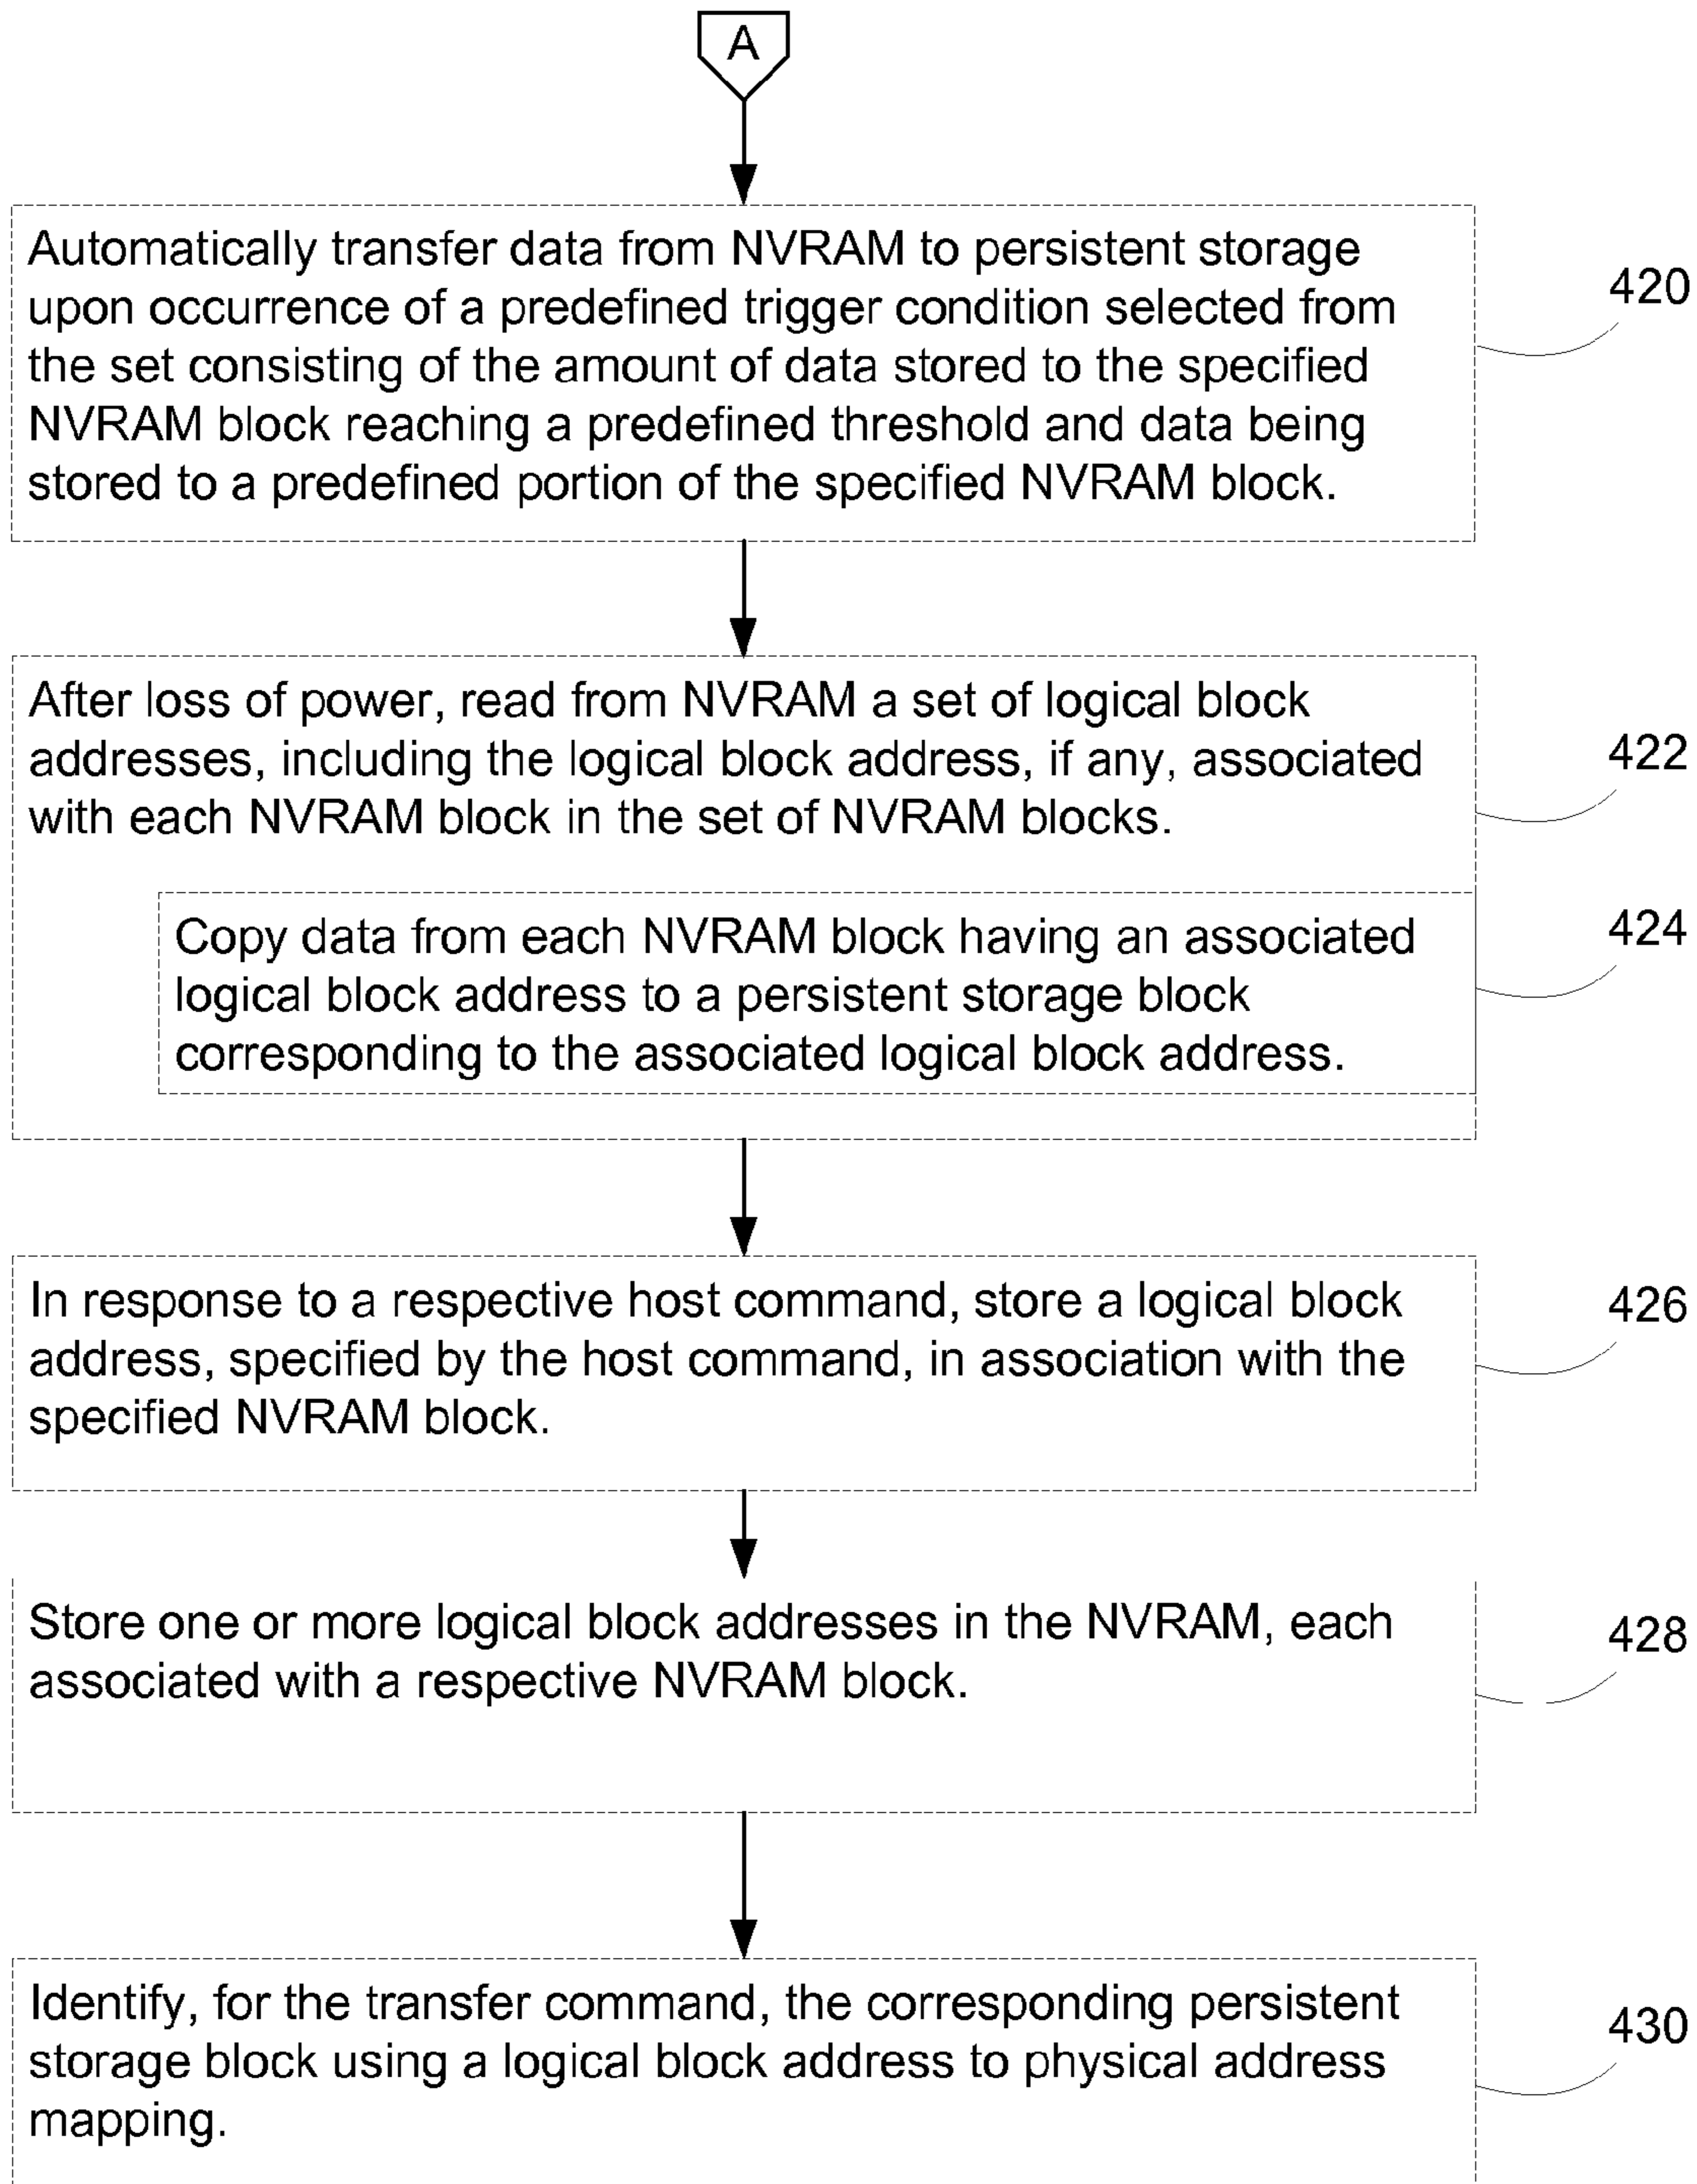 A
Automatically transfer data from NVRAM to persistent storage
upon occurrence of a predefined trigger condition selected from
the set consisting of the amount of data stored to the specified
NVRAM block reaching a predefined threshold and data being
stored to a predefined portion of the specified NVRAM block.
420
After loss of power, read from NVRAM a set of logical block
addresses, including the logical block address, if any, associated
with each NVRAM block in the set of NVRAM blocks.
422
Copy data from each NVRAM block having an associated
logical block address to a persistent storage block
corresponding to the associated logical block address.
424
In response to a respective host command, store a logical block
address, specified by the host command, in association with the
specified NVRAM block.
426
Store one or more logical block addresses in the NVRAM, each
associated with a respective NVRAM block.
428
Identify, for the transfer command, the corresponding persistent
storage block using a logical block address to physical address
mapping.
430